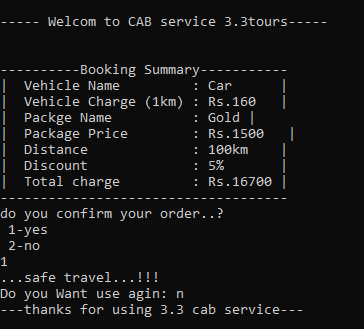 ----- Welcom to CAB service 3.3tours-----
----------Booking Summary-----------
|  Vehicle Name         : Car      |
|  Vehicle Charge (1km) : Rs.160   |
|  Packge Name          : Gold |
|  Package Price        : Rs.1500   |
|  Distance             : 100km    |
|  Discount             : 5%       |
|  Total charge         : Rs.16700 |
------------------------------------
do you confirm your order..?
 1-yes
 2-no
1
...safe travel...!!!
Do you Want use agin: n
---thanks for using 3.3 cab service---